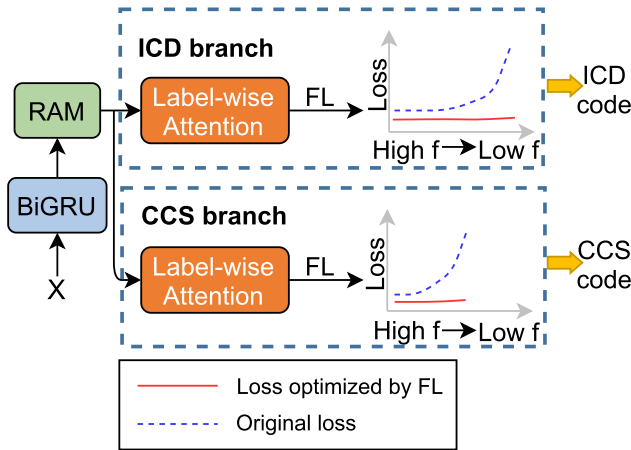 ICD branch
RAM
Label-wise
Attention
FL
Loss
High f
Low f
ICD
code
BiGRU
X
CCS branch
Label-wise
Attention
FL
Loss
High f
Low f
CCS
code
Loss optimized by FL
Original loss